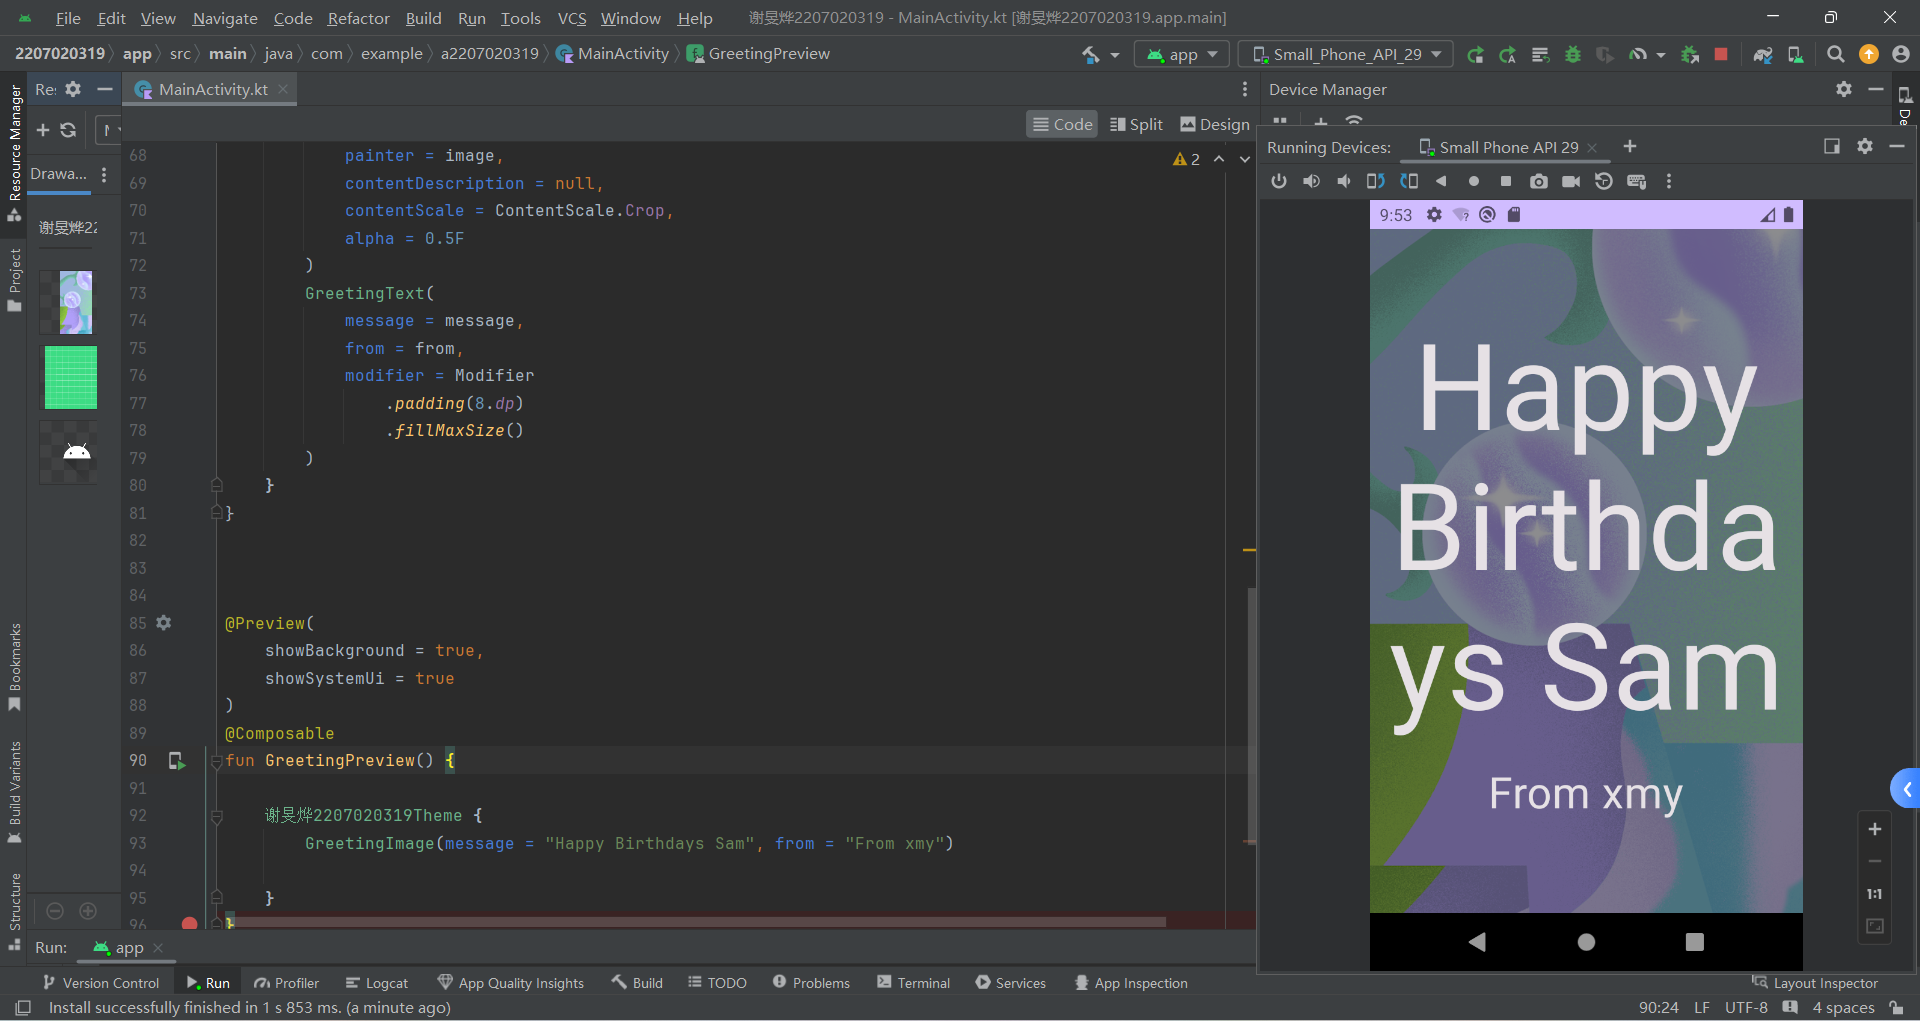 File Edit View Navigate Code Refactor Build Run Tools VCS Window Help 谢旻烨2207020319 - MainActivity.kt [谢旻烨2207020319.app.main]
2207020319 app src main java com example a2207020319 MainActivity GreetingPreview app Small_Phone_API_29
Re: MainActivity.kt Device Manager
Code Split Design
Running Devices: Small Phone API 29
Resource Manager
Drawa...
谢旻烨22
Project
Bookmarks
Build Variants
Structure
2
68 painter = image,
69 contentDescription = null,
70 contentScale = ContentScale.Crop,
71 alpha = 0.5F
72 )
73 GreetingText(
74 message = message,
75 from = from,
76 modifier = Modifier
77 .padding(8.dp)
78 .fillMaxSize()
79 )
80 }
81 }
82
83
84
85 @Preview(
86 showBackground = true,
87 showSystemUi = true
88 )
89 @Composable
90 fun GreetingPreview() {
91
92 谢旻烨2207020319Theme {
93 GreetingImage(message = "Happy Birthdays Sam", from = "From xmy")
94
95 }
96 }
9:53
Happy
Birthda
ys Sam
From xmy
1:1
Run: app
Version Control Run Profiler Logcat App Quality Insights Build TODO Problems Terminal Services App Inspection Layout Inspector
Install successfully finished in 1 s 853 ms. (a minute ago) 90:24 LF UTF-8 4 spaces